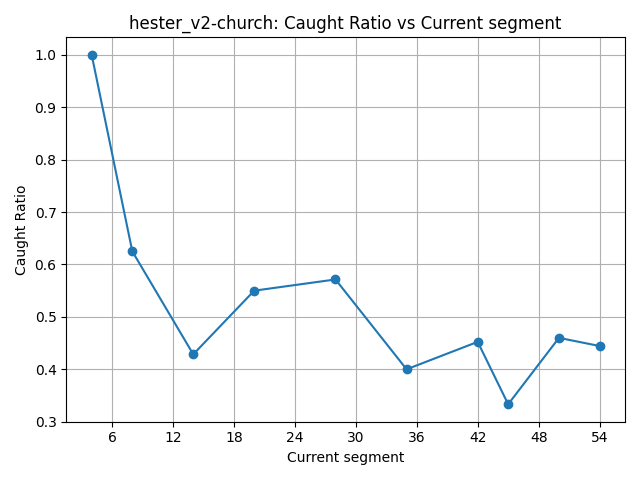 hester_v2-church: Caught Ratio vs Current segment
1.0
0.9
0.8
0.7
0.6
0.5
0.4
0.3
Caught Ratio
6 12 18 24 30 36 42 48 54
Current segment